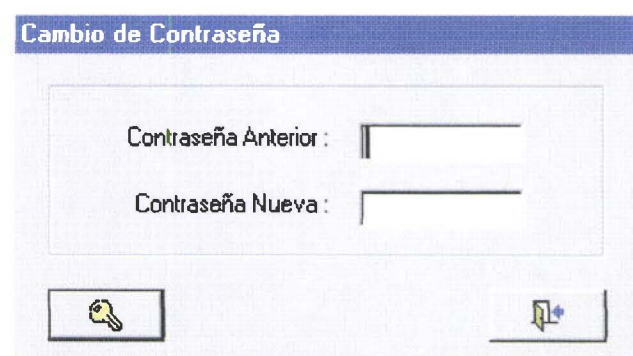 Cambio de Contraseña
Contraseña Anterior :
Contraseña Nueva :